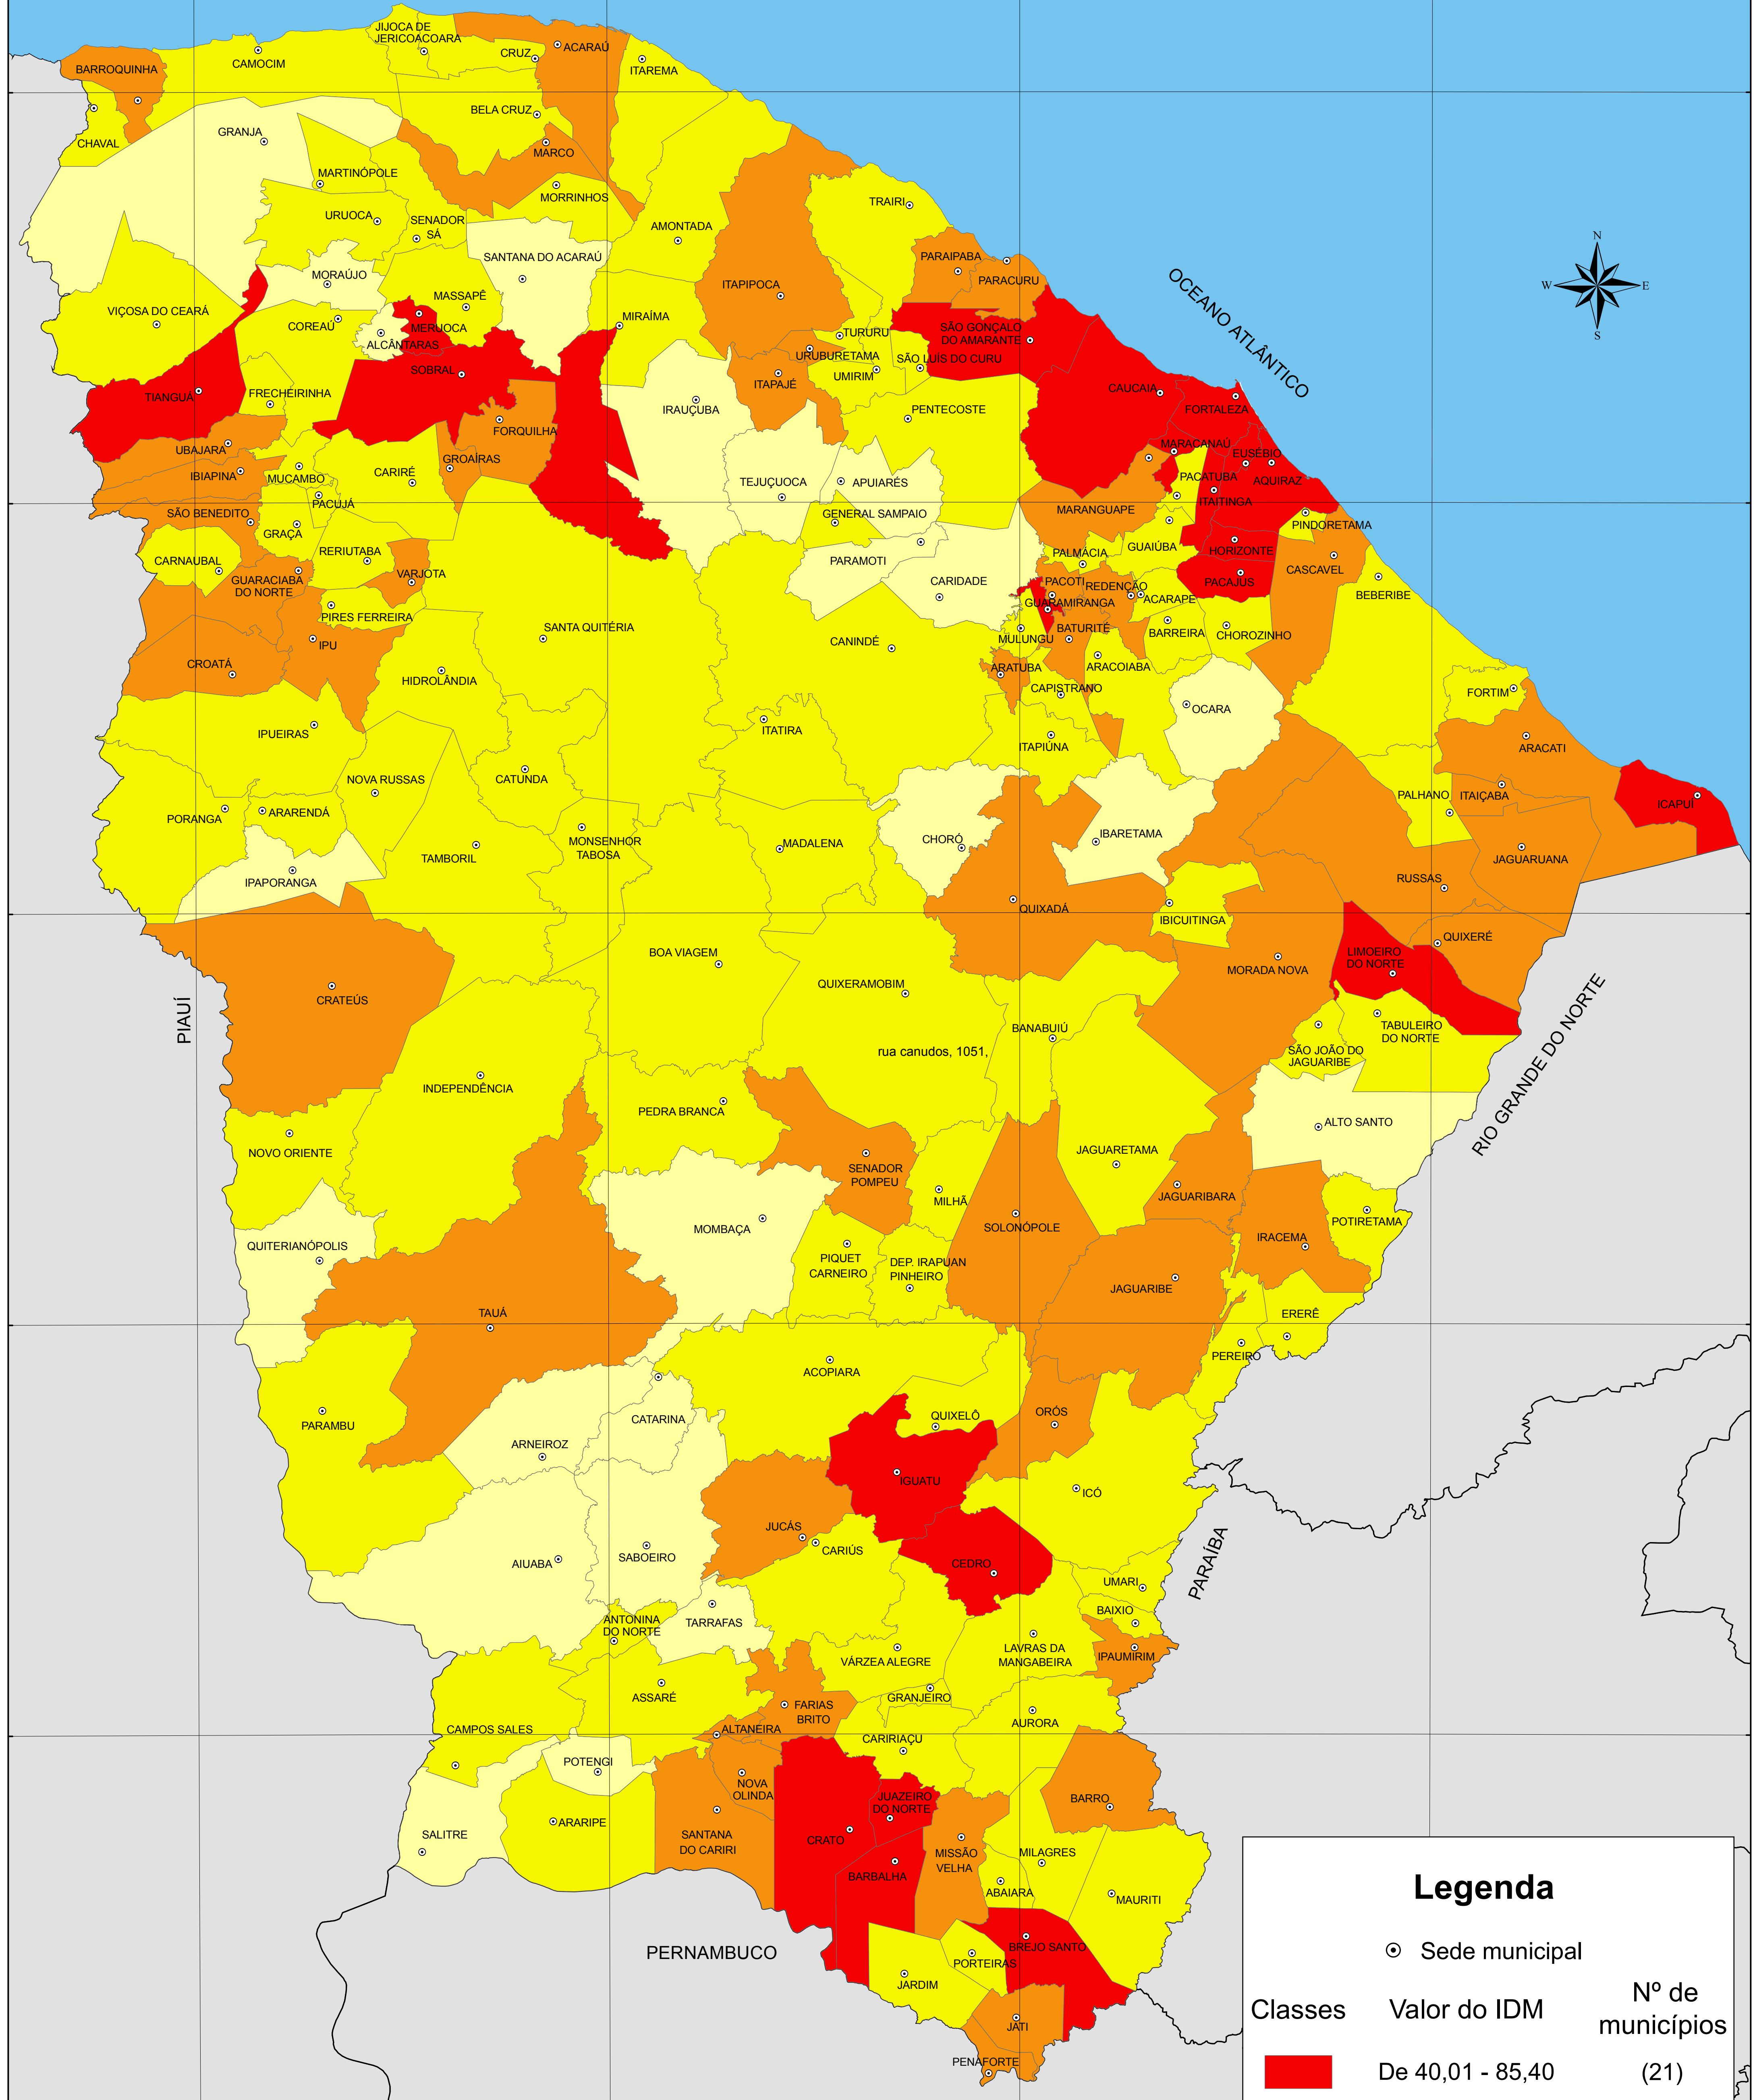 JIJOCA DE
JERICOACOARA
ACARAÚ
CRUZ
CAMOCIM
BARROQUINHA
ITAREMA
BELA CRUZ
GRANJA
CHAVAL
MARCO
MARTINÓPOLE
MORRINHOS
TRAIRI
URUOCA
SENADOR
SÁ
AMONTADA
N
W
E
S
SANTANA DO ACARAÚ
PARAIPABA
MORAÚJO
PARACURU
ITAPIPOCA
OCEANO ATLÂNTICO
MASSAPÊ
VIÇOSA DO CEARÁ
MIRAÍMA
COREAÚ
MERUOCA
SÃO GONÇALO
DO AMARANTE
TURURU
ALCÂNTARAS
URUBURETAMA
SÃO LUÍS DO CURU
SOBRAL
UMIRIM
ITAPAJÉ
CAUCAIA
FRECHEIRINHA
TIANGUÁ
IRAUÇUBA
PENTECOSTE
FORTALEZA
FORQUILHA
MARACANAÚ
UBAJARA
EUSÉBIO
GROAÍRAS
CARIRÉ
IBIAPINA
MUCAMBO
PACATUBA
AQUIRAZ
TEJUÇUOCA
APUIARÉS
PACUJÁ
ITAITINGA
SÃO BENEDITO
GENERAL SAMPAIO
MARANGUAPE
PINDORETAMA
GRAÇA
RERIUTABA
GUAIÚBA
HORIZONTE
PALMÁCIA
CARNAUBAL
PARAMOTI
CASCAVEL
VARJOTA
GUARACIABA
DO NORTE
CARIDADE
PACOTI
REDENÇÃO
PACAJUS
BEBERIBE
ACARAPE
GUARAMIRANGA
PIRES FERREIRA
SANTA QUITÉRIA
BATURITÉ
BARREIRA
CHOROZINHO
IPU
CANINDÉ
MULUNGU
CROATÁ
ARATUBA
ARACOIABA
HIDROLÂNDIA
CAPISTRANO
FORTIM
OCARA
IPUEIRAS
ITATIRA
ITAPIÚNA
ARACATI
NOVA RUSSAS
CATUNDA
PALHANO
ITAIÇABA
ICAPUÍ
PORANGA
ARARENDÁ
IBARETAMA
CHORÓ
MONSENHOR
TABOSA
MADALENA
TAMBORIL
JAGUARUANA
IPAPORANGA
RUSSAS
QUIXADÁ
IBICUITINGA
QUIXERÉ
BOA VIAGEM
LIMOEIRO
DO NORTE
MORADA NOVA
QUIXERAMOBIM
CRATEÚS
PIAUÍ
BANABUIÚ
TABULEIRO
DO NORTE
rua canudos, 1051,
SÃO JOÃO DO
JAGUARIBE
RIO GRANDE DO NORTE
INDEPENDÊNCIA
PEDRA BRANCA
ALTO SANTO
NOVO ORIENTE
JAGUARETAMA
SENADOR
POMPEU
JAGUARIBARA
MILHÃ
MOMBAÇA
SOLONÓPOLE
POTIRETAMA
IRACEMA
QUITERIANÓPOLIS
PIQUET
CARNEIRO
DEP. IRAPUAN
PINHEIRO
JAGUARIBE
TAUÁ
ERERÊ
PEREIRO
ACOPIARA
ORÓS
QUIXELÔ
CATARINA
PARAMBU
ARNEIROZ
IGUATU
ICÓ
JUCÁS
CARIÚS
SABOEIRO
AIUABA
CEDRO
PARAÍBA
UMARI
BAIXIO
ANTONINA
DO NORTE
TARRAFAS
LAVRAS DA
MANGABEIRA
IPAUMIRIM
VÁRZEA ALEGRE
ASSARÉ
GRANJEIRO
FARIAS
BRITO
AURORA
CAMPOS SALES
ALTANEIRA
CARIRIAÇU
POTENGI
NOVA
OLINDA
JUAZEIRO
DO NORTE
BARRO
ARARIPE
SALITRE
SANTANA
DO CARIRI
CRATO
MISSÃO
VELHA
MILAGRES
BARBALHA
ABAIARA
MAURITI
PERNAMBUCO
BREJO SANTO
PORTEIRAS
JARDIM
JATI
PENAFORTE
Legenda
Sede municipal
Classes
Valor do IDM
Nº de
municípios
De 40,01 - 85,40
(21)